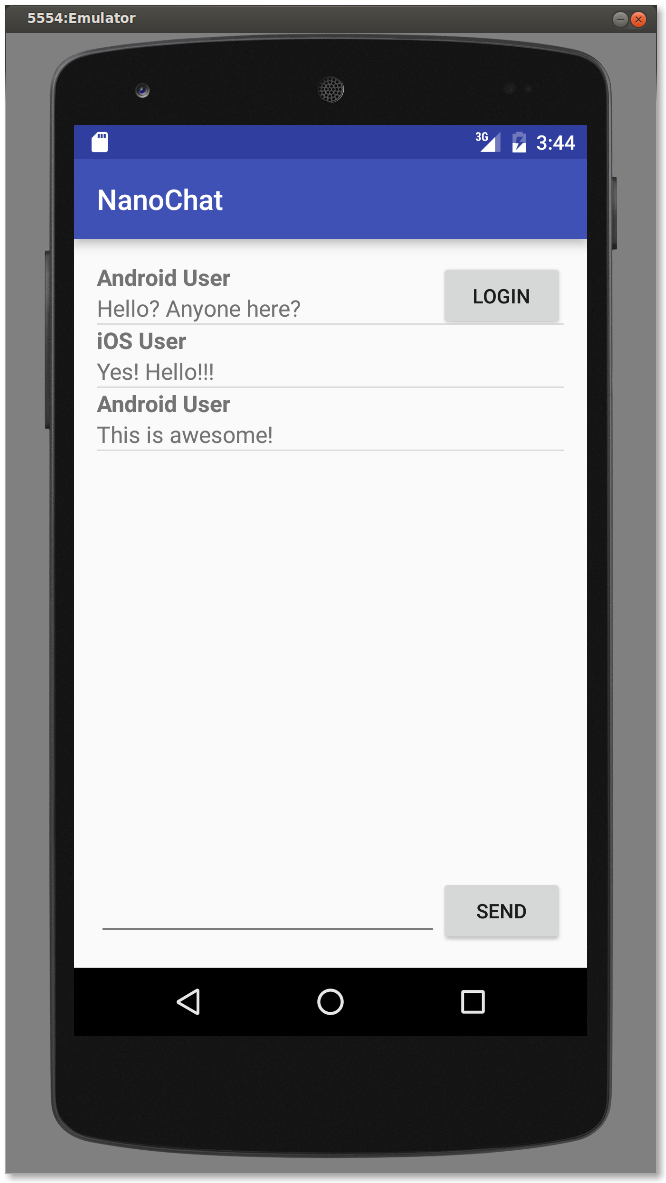 5554:Emulator
3G 3:44
NanoChat
Android User
Hello? Anyone here?
LOGIN
iOS User
Yes! Hello!!!
Android User
This is awesome!
SEND